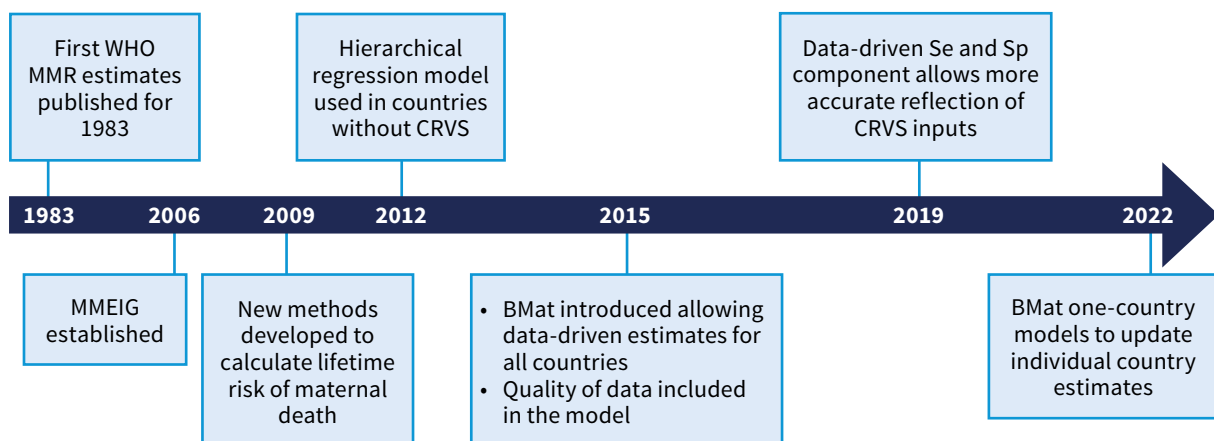 First WHO
MMR estimates
published for
1983
Hierarchical
regression model
used in countries
without CRVS
Data-driven Se and Sp
component allows more
accurate reflection of
CRVS inputs
1983 2006 2009 2012 2015 2019 2022
MMEIG
established
New methods
developed to
calculate lifetime
risk of maternal
death
• BMat introduced allowing
data-driven estimates for
all countries
• Quality of data included
in the model
BMat one-country
models to update
individual country
estimates